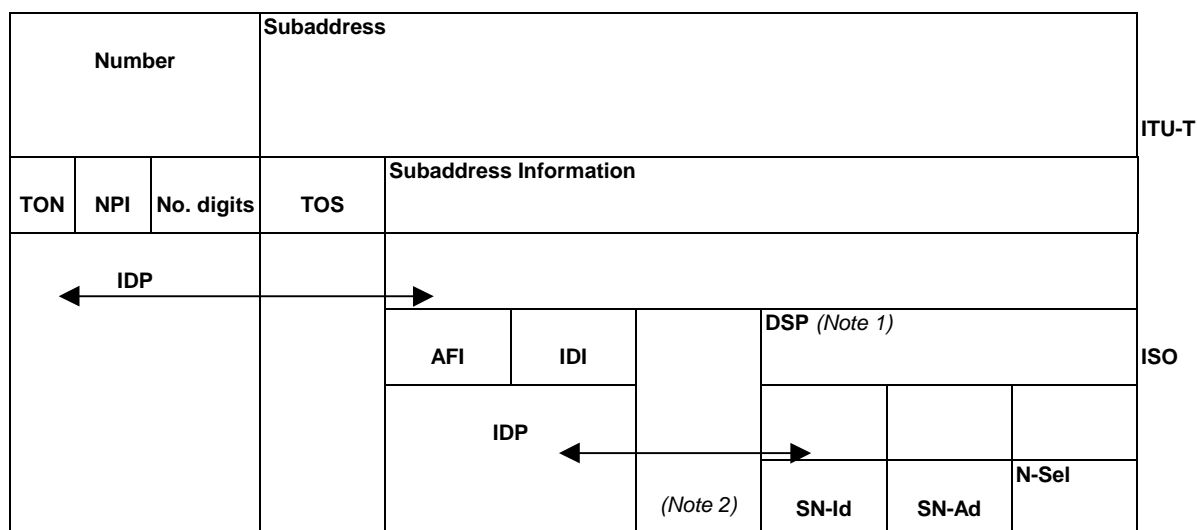 Subaddress
Number
ITU-T
Subaddress Information
TON NPI No. digits TOS
IDP
DSP (Note 1)
AFI IDI ISO
IDP
N-Sel
(Note 2) SN-Id SN-Ad